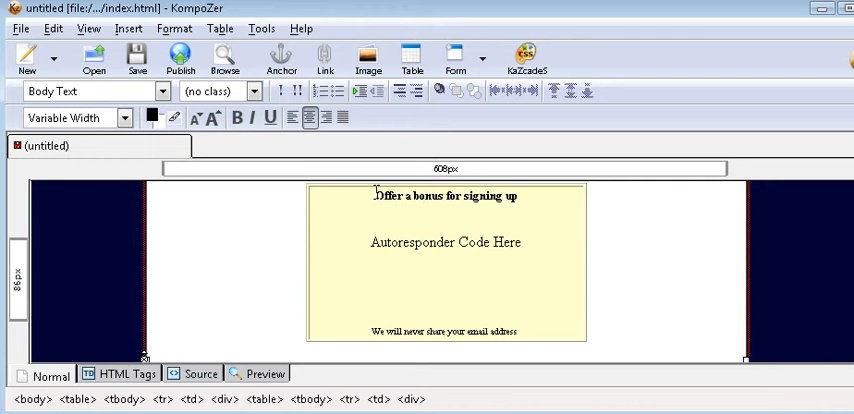 untitled [file:/.../index.html] - KompoZer
File Edit View Insert Format Table Tools Help
New Open Save Publish Browse Anchor Link Image Table Form KaZcadeS
CSS
Body Text (no class) ! !!
Variable Width A A B I U
(untitled)
608px
Offer a bonus for signing up
Autoresponder Code Here
86px
We will never share your email address
Normal TD HTML Tags <> Source Preview
<body> <table> <tbody> <tr> <td> <div> <table> <tbody> <tr> <td> <div>